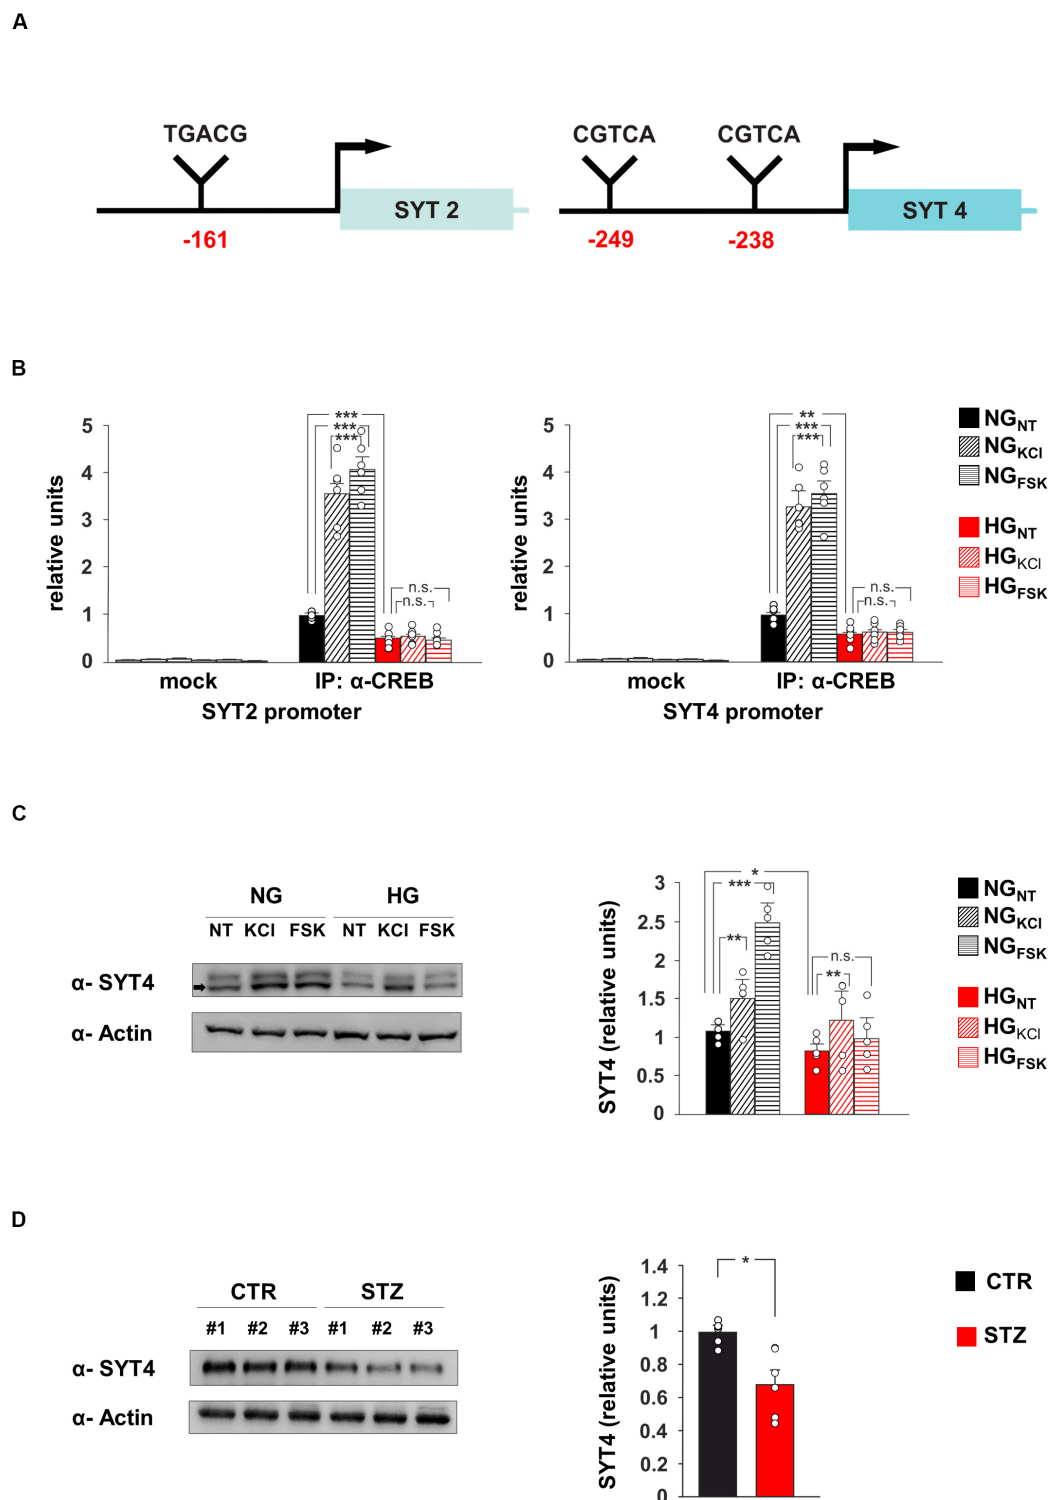 A
TGACG
CGTCA
CGTCA
SYT 2
SYT 4
-161
-249
-238
B
relative units
5
4
3
2
1
0
***
***
***
n.s.
n.s.
mock
IP: α-CREB
SYT2 promoter
relative units
5
4
3
2
1
0
**
***
***
n.s.
n.s.
mock
IP: α-CREB
SYT4 promoter
NGNT
NGKCl
NGFSK
HGNT
HGKCl
HGFSK
C
NG HG
NT KCl FSK NT KCl FSK
α- SYT4
α- Actin
SYT4 (relative units)
3
2.5
2
1.5
1
0.5
0
*
***
**
n.s.
**
NGNT
NGKCl
NGFSK
HGNT
HGKCl
HGFSK
D
CTR STZ
#1 #2 #3 #1 #2 #3
α- SYT4
α- Actin
SYT4 (relative units)
1.4
1.2
1
0.8
0.6
0.4
0.2
0
*
CTR
STZ